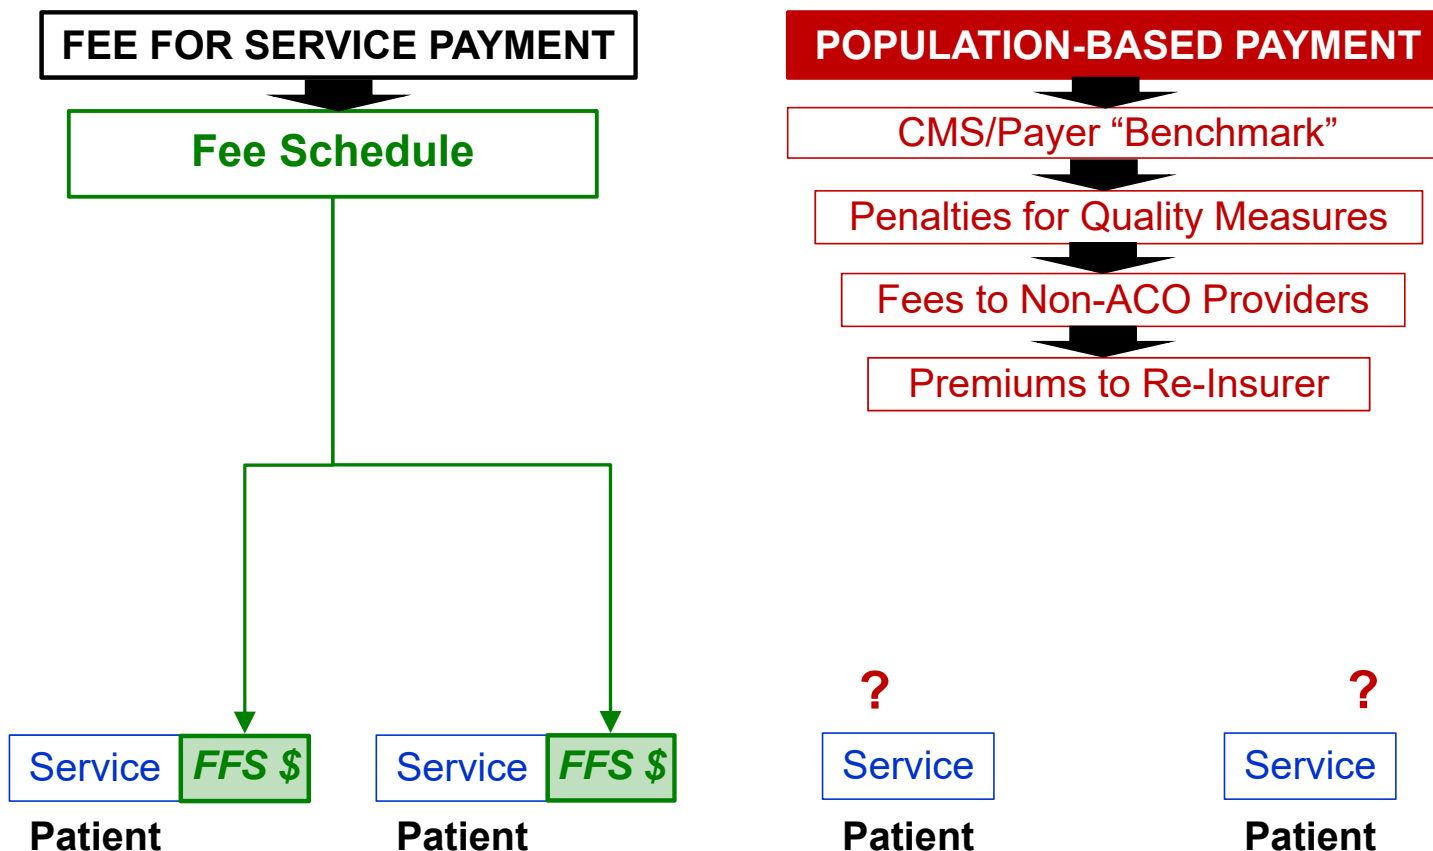 FEE FOR SERVICE PAYMENT
Fee Schedule
Service FFS $
Patient
Service FFS $
Patient
POPULATION-BASED PAYMENT
CMS/Payer “Benchmark”
Penalties for Quality Measures
Fees to Non-ACO Providers
Premiums to Re-Insurer
?
Service
Patient
?
Service
Patient